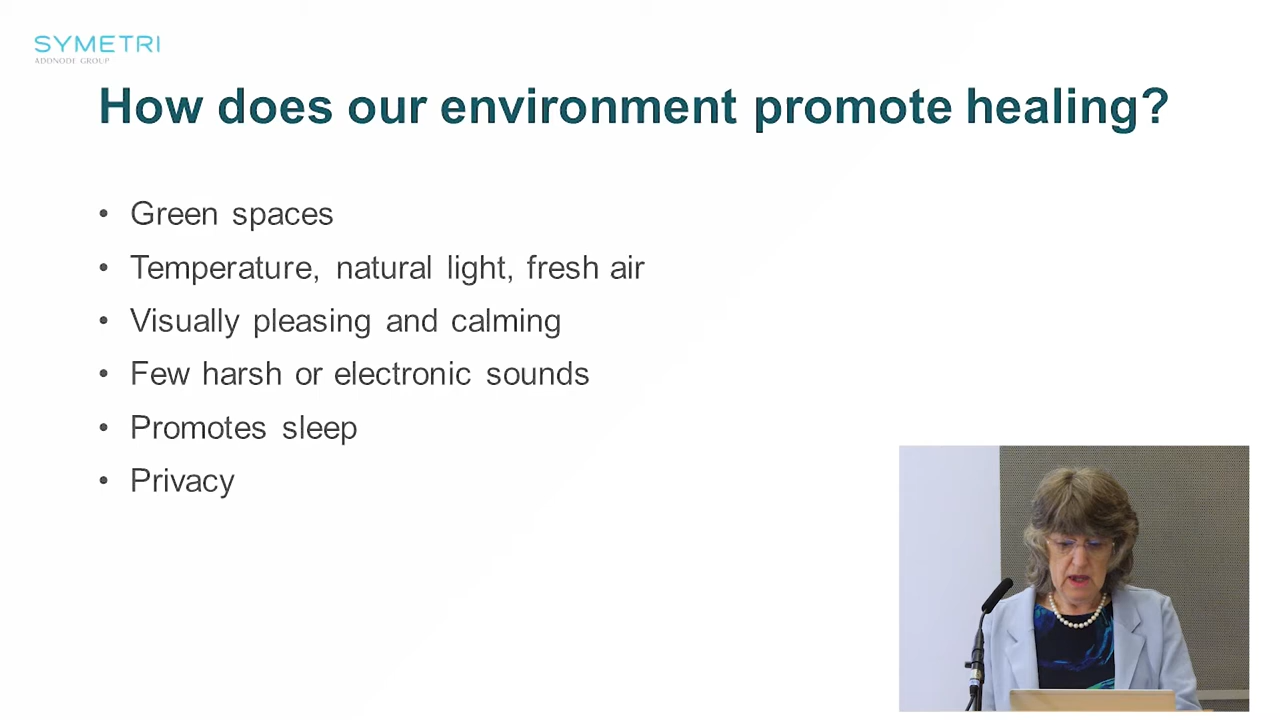 SYMETRI
ADDNODE GROUP
How does our environment promote healing?
• Green spaces
• Temperature, natural light, fresh air
• Visually pleasing and calming
• Few harsh or electronic sounds
• Promotes sleep
• Privacy